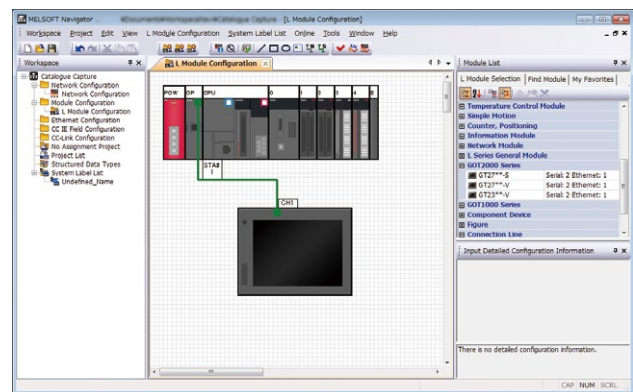 MELSOFT Navigator
[L Module Configuration]
Workspace Project Edit View L Module Configuration System Label List Online Tools Window Help
Workspace
Catalogue Capture
Network Configuration
Network Configuration
Module Configuration
L Module Configuration
Ethernet Configuration
CC IE Field Configuration
CC-Link Configuration
No Assignment Project
Project List
Structured Data Types
System Label List
Undefined_Name
L Module Configuration
POW OP CPU 0 1 2 3 4 E
STA#
1
CH1
Module List
L Module Selection Find Module My Favorites
Temperature Control Module
Simple Motion
Counter, Positioning
Information Module
Network Module
L Series General Module
GOT2000 Series
GT27**-S Serial: 2 Ethernet: 1
GT27**-V Serial: 2 Ethernet: 1
GT23**-V Serial: 2 Ethernet: 1
GOT1000 Series
Component Device
Figure
Connection Line
Input Detailed Configuration Information
There is no detailed configuration information.
CAP NUM SCRL